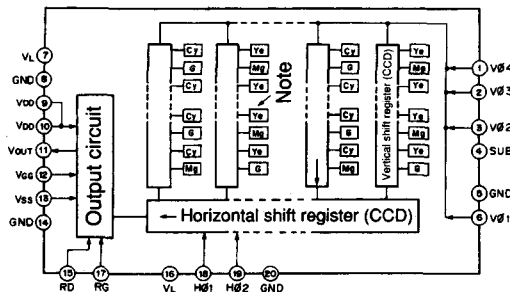 Cy Ye Cy Ye
G Mg G Mg
Cy Ye Cy Ye
Note
Cy Ye Cy Ye
G Mg G Mg
Cy Ye Cy Ye
Mg G Mg G
Vertical shift register (CCD)
Output circuit
Horizontal shift register (CCD)
VL
7
GND
8
VDD
9
VDD
10
VOUT
11
VGG
12
VSS
13
GND
14
15
RD
17
RG
16
VL
18
HØ1
19
HØ2
20
GND
1
VØ4
2
VØ3
3
VØ2
4
SUB
5
GND
6
VØ1